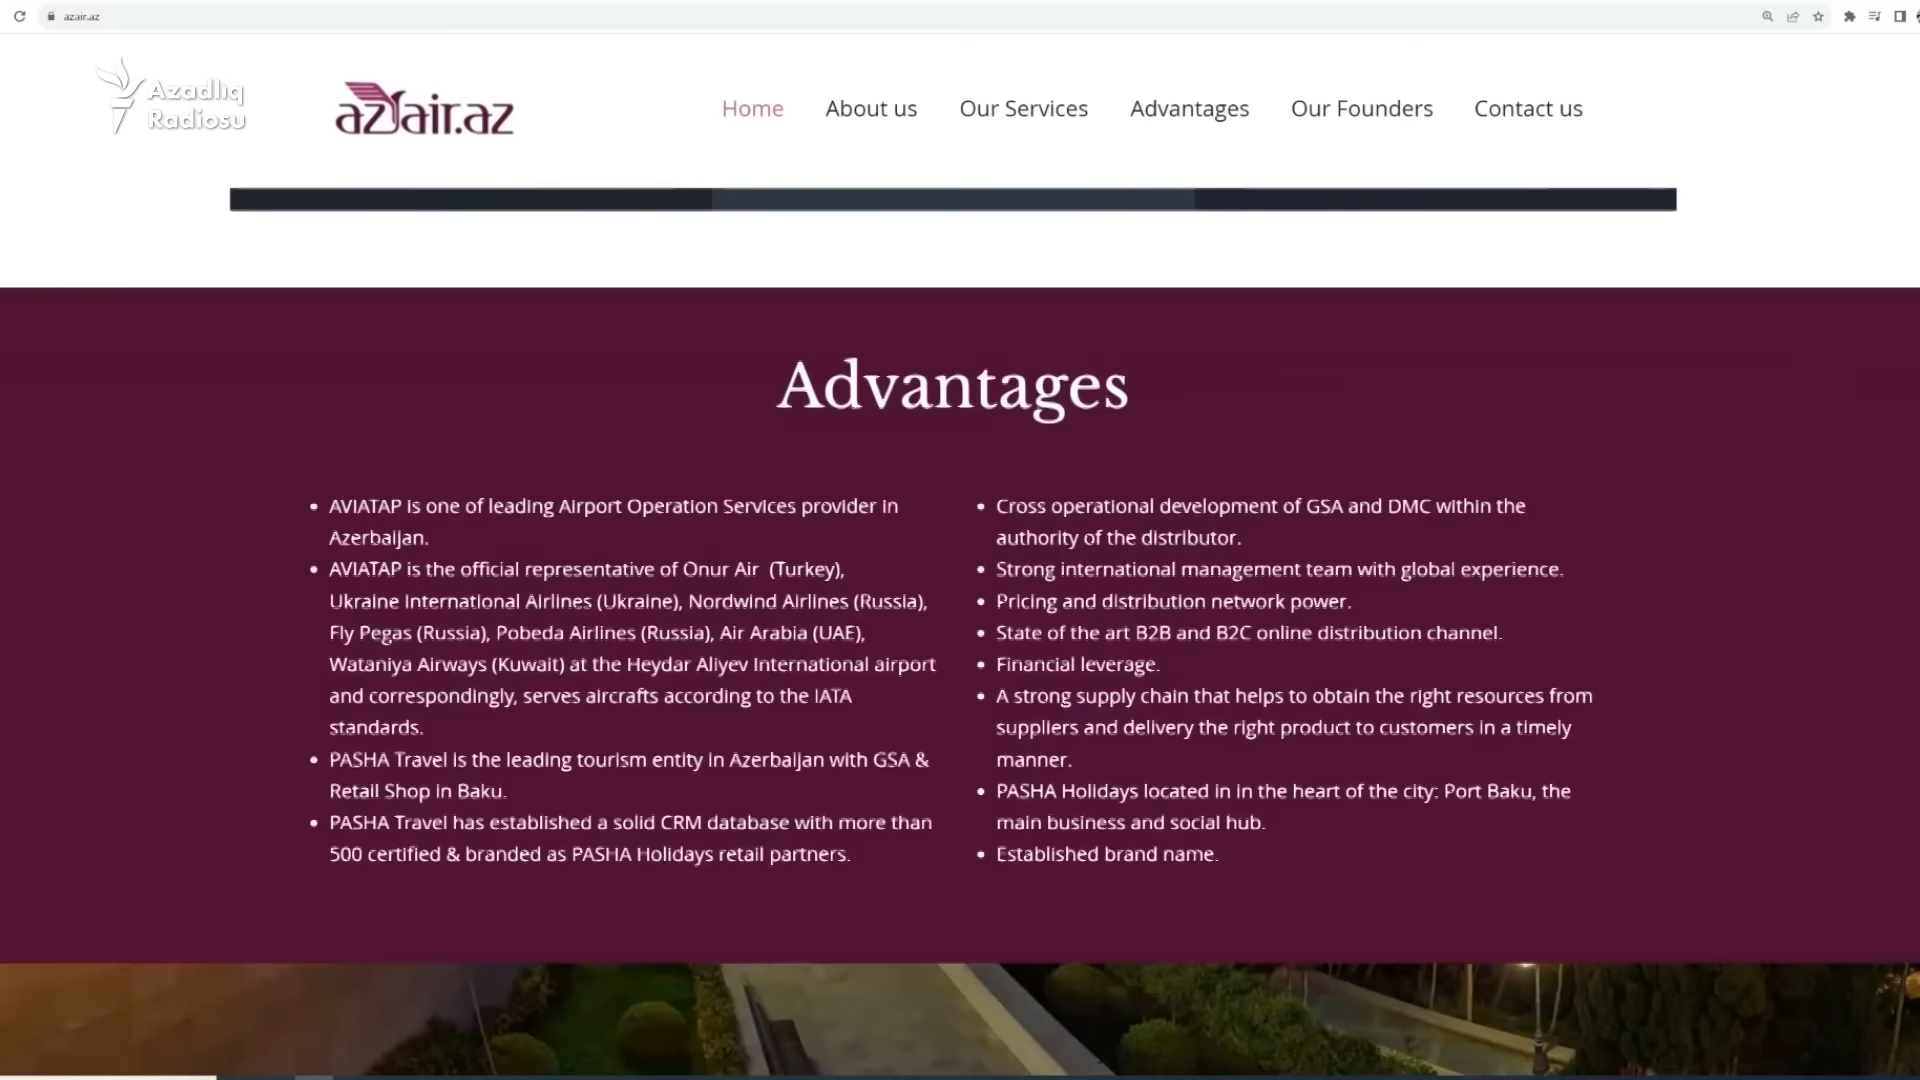 azair.az
Azadlıq
Radiosu
azair.az
Home
About us
Our Services
Advantages
Our Founders
Contact us
Advantages
AVIATAP is one of leading Airport Operation Services provider in
Azerbaijan.
AVIATAP is the official representative of Onur Air (Turkey),
Ukraine International Airlines (Ukraine), Nordwind Airlines (Russia),
Fly Pegas (Russia), Pobeda Airlines (Russia), Air Arabia (UAE),
Wataniya Airways (Kuwait) at the Heydar Aliyev International airport
and correspondingly, serves aircrafts according to the IATA
standards.
PASHA Travel is the leading tourism entity in Azerbaijan with GSA &
Retail Shop in Baku.
PASHA Travel has established a solid CRM database with more than
500 certified & branded as PASHA Holidays retail partners.
Cross operational development of GSA and DMC within the
authority of the distributor.
Strong international management team with global experience.
Pricing and distribution network power.
State of the art B2B and B2C online distribution channel.
Financial leverage.
A strong supply chain that helps to obtain the right resources from
suppliers and delivery the right product to customers in a timely
manner.
PASHA Holidays located in in the heart of the city: Port Baku, the
main business and social hub.
Established brand name.